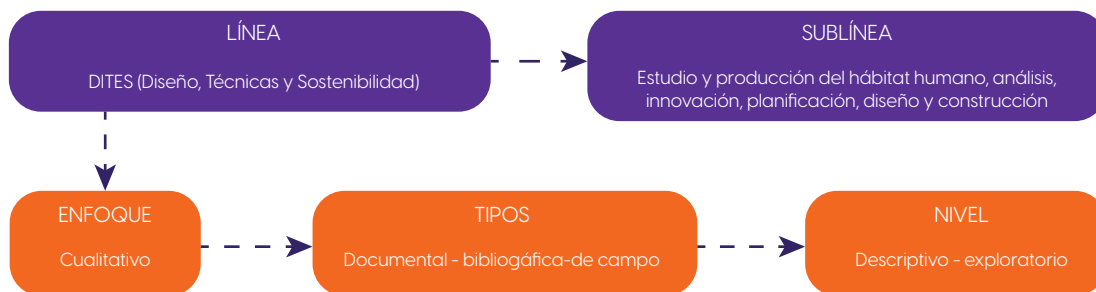 LÍNEA
DITES (Diseño, Técnicas y Sostenibilidad)
SUBLÍNEA
Estudio y producción del hábitat humano, análisis,
innovación, planificación, diseño y construcción
ENFOQUE
Cualitativo
TIPOS
Documental - bibliogáfica-de campo
NIVEL
Descriptivo - exploratorio